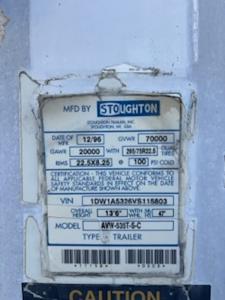 MFD BY STOUGHTON
STOUGHTON TRAILER, INC.
STOUGHTON, WI. USA
DATE OF MFR 12/96 GVWR 70000
GAWR 20000 WITH 295/75R22.5
RIMS 22.5X8.25 @ 100 PSI COLD
CERTIFICATION - THIS VEHICLE CONFORMS
TO ALL APPLICABLE FEDERAL MOTOR VEHICLE
SAFETY STANDARDS IN EFFECT ON THE DATE OF
MANUFACTURE SHOWN ABOVE.
VIN 1DW1A5326VS115803
OVERALL HEIGHT 13'6" 47"
MODEL AVW-535T-S-C
TYPE - TRAILER
CAUTION